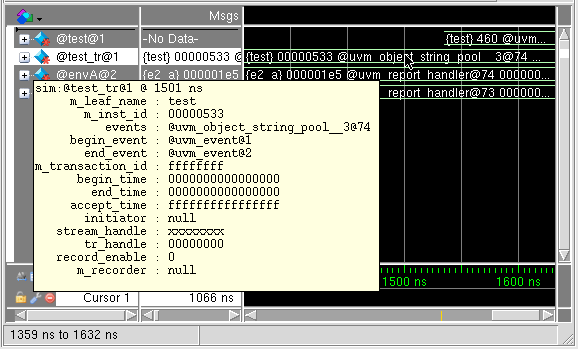 Msgs
@test@1 -No Data- {test} 460 @uvm...
@test_tr@1 {test} 00000533 @ {test} 00000533 @uvm_object_string_pool__3@74 ...
@envA@2 {e2_a} 000001e5 {e2_a} 000001e5 @uvm_report_handler@74 000000...
report_handler@73 000000...
sim:@test_tr@1 @ 1501 ns
m_leaf_name : test
m_inst_id : 00000533
events : @uvm_object_string_pool__3@74
begin_event : @uvm_event@1
end_event : @uvm_event@2
m_transaction_id : ffffffff
begin_time : 0000000000000000
end_time : 0000000000000000
accept_time : ffffffffffffffff
initiator : null
stream_handle : xxxxxxxx
tr_handle : 00000000
record_enable : 0
m_recorder : null
1500 ns 1600 ns
Cursor 1 1066 ns
1359 ns to 1632 ns